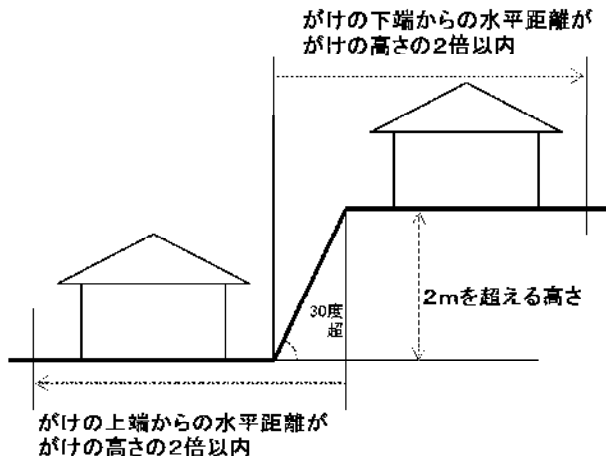 がけの下端からの水平距離が
がけの高さの2倍以内
2mを超える高さ
30度
超
がけの上端からの水平距離が
がけの高さの2倍以内